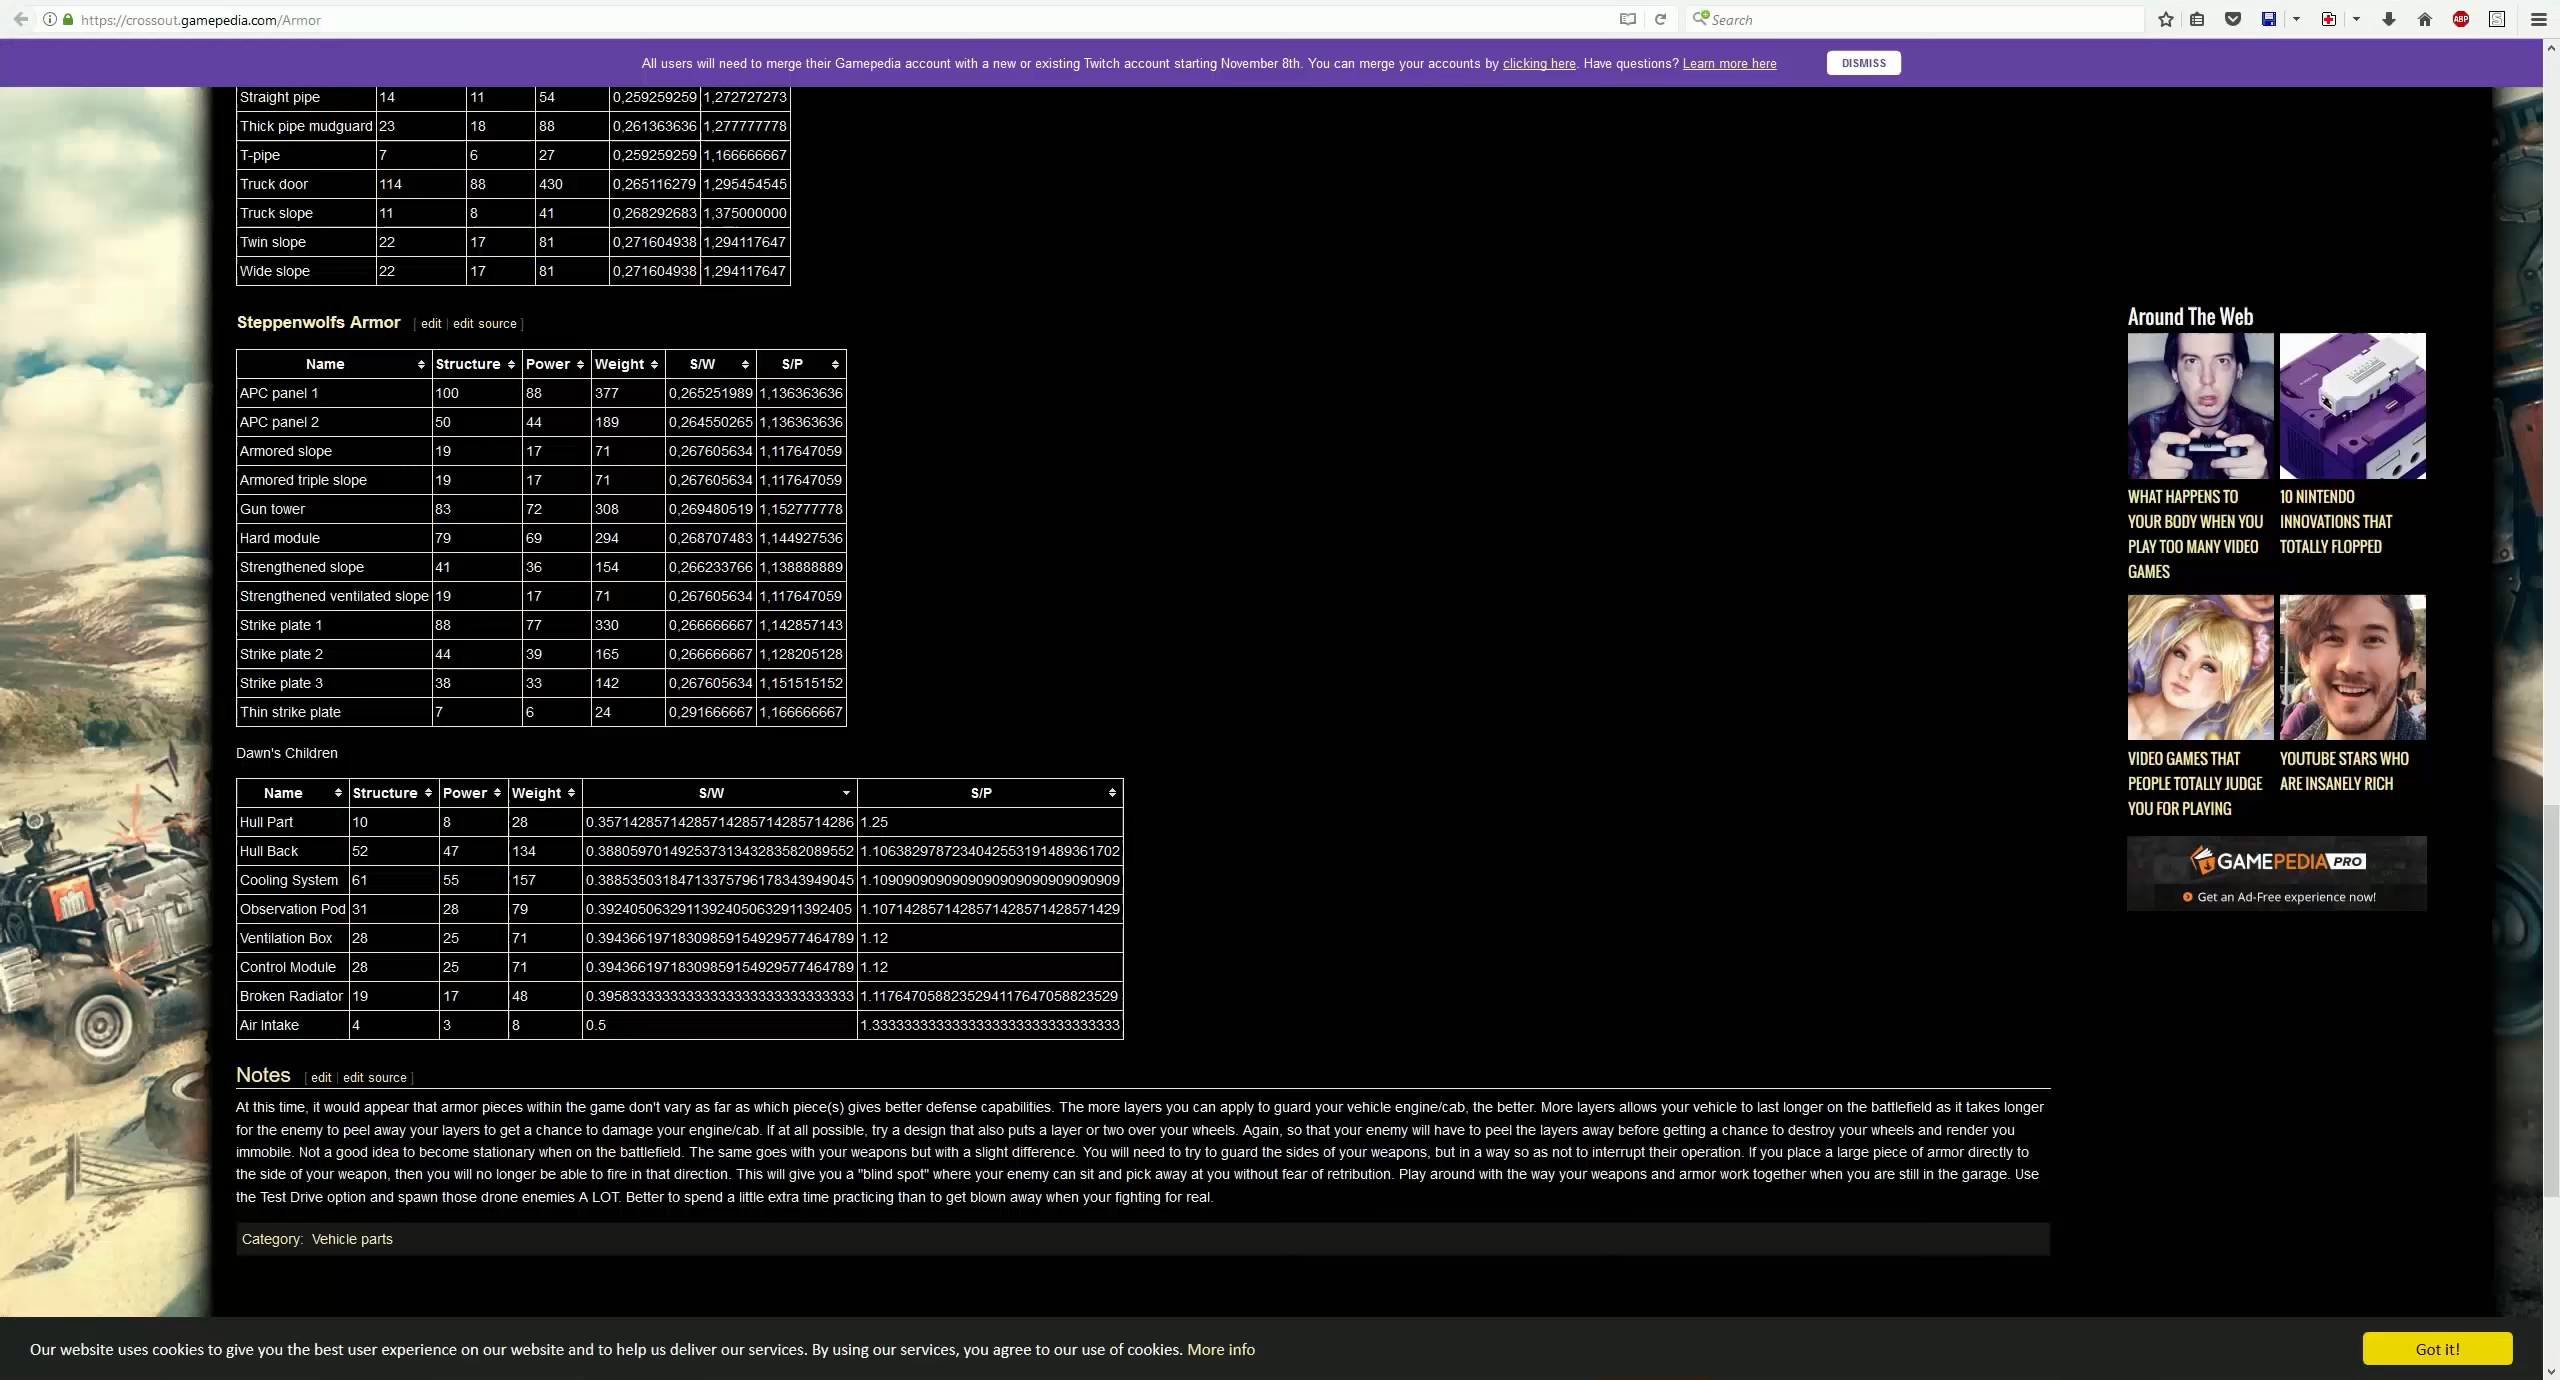 https://crossout.gamepedia.com/Armor
Search
All users will need to merge their Gamepedia account with a new or existing Twitch account starting November 8th. You can merge your accounts by clicking here. Have questions? Learn more here
DISMISS
Straight pipe 14 11 54 0,259259259 1,272727273
Thick pipe mudguard 23 18 88 0,261363636 1,277777778
T-pipe 7 6 27 0,259259259 1,166666667
Truck door 114 88 430 0,265116279 1,295454545
Truck slope 11 8 41 0,268292683 1,375000000
Twin slope 22 17 81 0,271604938 1,294117647
Wide slope 22 17 81 0,271604938 1,294117647
Steppenwolfs Armor [ edit | edit source ]
Name Structure Power Weight S/W S/P
APC panel 1 100 88 377 0,265251989 1,136363636
APC panel 2 50 44 189 0,264550265 1,136363636
Armored slope 19 17 71 0,267605634 1,117647059
Armored triple slope 19 17 71 0,267605634 1,117647059
Gun tower 83 72 308 0,269480519 1,152777778
Hard module 79 69 294 0,268707483 1,144927536
Strengthened slope 41 36 154 0,266233766 1,138888889
Strengthened ventilated slope 19 17 71 0,267605634 1,117647059
Strike plate 1 88 77 330 0,266666667 1,142857143
Strike plate 2 44 39 165 0,266666667 1,128205128
Strike plate 3 38 33 142 0,267605634 1,151515152
Thin strike plate 7 6 24 0,291666667 1,166666667
Dawn's Children
Name Structure Power Weight S/W S/P
Hull Part 10 8 28 0.35714285714285714285714285714286 1.25
Hull Back 52 47 134 0.38805970149253731343283582089552 1.1063829787234042553191489361702
Cooling System 61 55 157 0.38853503184713375796178343949045 1.1090909090909090909090909090909
Observation Pod 31 28 79 0.39240506329113924050632911392405 1.1071428571428571428571428571429
Ventilation Box 28 25 71 0.39436619718309859154929577464789 1.12
Control Module 28 25 71 0.39436619718309859154929577464789 1.12
Broken Radiator 19 17 48 0.39583333333333333333333333333333 1.1176470588235294117647058823529
Air Intake 4 3 8 0.5 1.3333333333333333333333333333333
Notes [ edit | edit source ]
At this time, it would appear that armor pieces within the game don't vary as far as which piece(s) gives better defense capabilities. The more layers you can apply to guard your vehicle engine/cab, the better. More layers allows your vehicle to last longer on the battlefield as it takes longer
for the enemy to peel away your layers to get a chance to damage your engine/cab. If at all possible, try a design that also puts a layer or two over your wheels. Again, so that your enemy will have to peel the layers away before getting a chance to destroy your wheels and render you
immobile. Not a good idea to become stationary when on the battlefield. The same goes with your weapons but with a slight difference. You will need to try to guard the sides of your weapons, but in a way so as not to interrupt their operation. If you place a large piece of armor directly to
the side of your weapon, then you will no longer be able to fire in that direction. This will give you a "blind spot" where your enemy can sit and pick away at you without fear of retribution. Play around with the way your weapons and armor work together when you are still in the garage. Use
the Test Drive option and spawn those drone enemies A LOT. Better to spend a little extra time practicing than to get blown away when your fighting for real.
Category: Vehicle parts
Around The Web
WHAT HAPPENS TO
YOUR BODY WHEN YOU
PLAY TOO MANY VIDEO
GAMES
10 NINTENDO
INNOVATIONS THAT
TOTALLY FLOPPED
VIDEO GAMES THAT
PEOPLE TOTALLY JUDGE
YOU FOR PLAYING
YOUTUBE STARS WHO
ARE INSANELY RICH
GAMEPEDIA PRO
Get an Ad-Free experience now!
Our website uses cookies to give you the best user experience on our website and to help us deliver our services. By using our services, you agree to our use of cookies. More info
Got it!
ABP
S